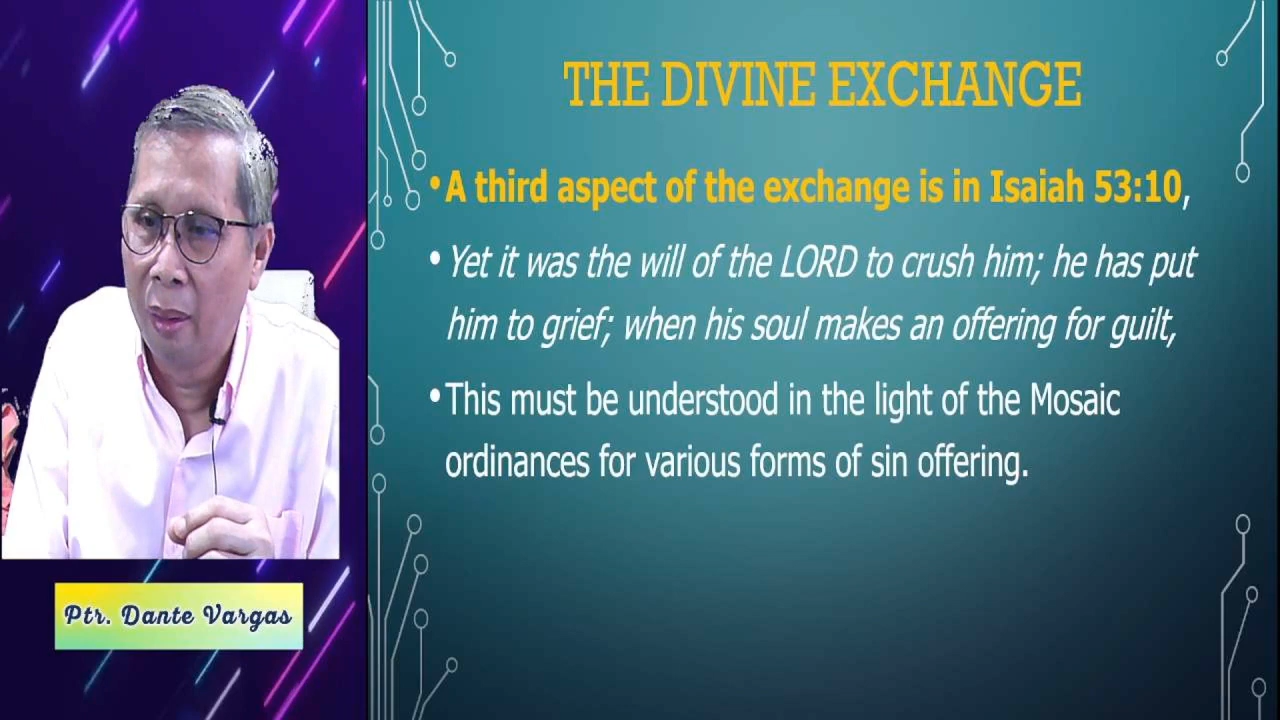 THE DIVINE EXCHANGE
•A third aspect of the exchange is in Isaiah 53:10,
•Yet it was the will of the LORD to crush him; he has put
him to grief; when his soul makes an offering for guilt,
•This must be understood in the light of the Mosaic
ordinances for various forms of sin offering.
Ptr. Dante Vargas